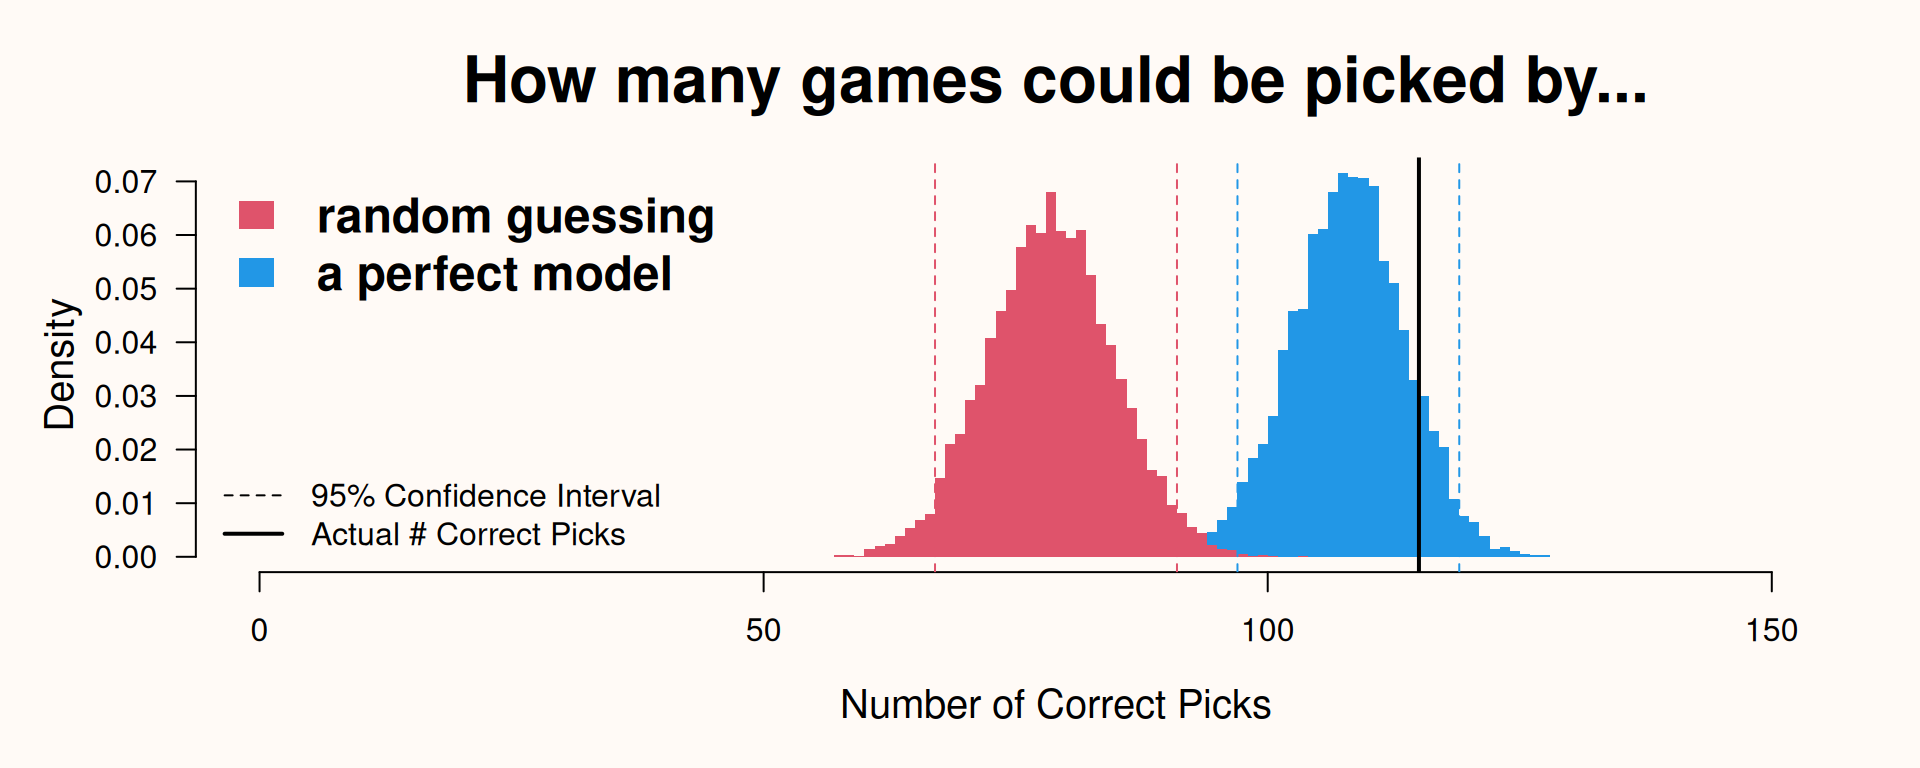 How many games could be picked by...
random guessing
a perfect model
95% Confidence Interval
Actual # Correct Picks
Density
0.07
0.06
0.05
0.04
0.03
0.02
0.01
0.00
0 50 100 150
Number of Correct Picks